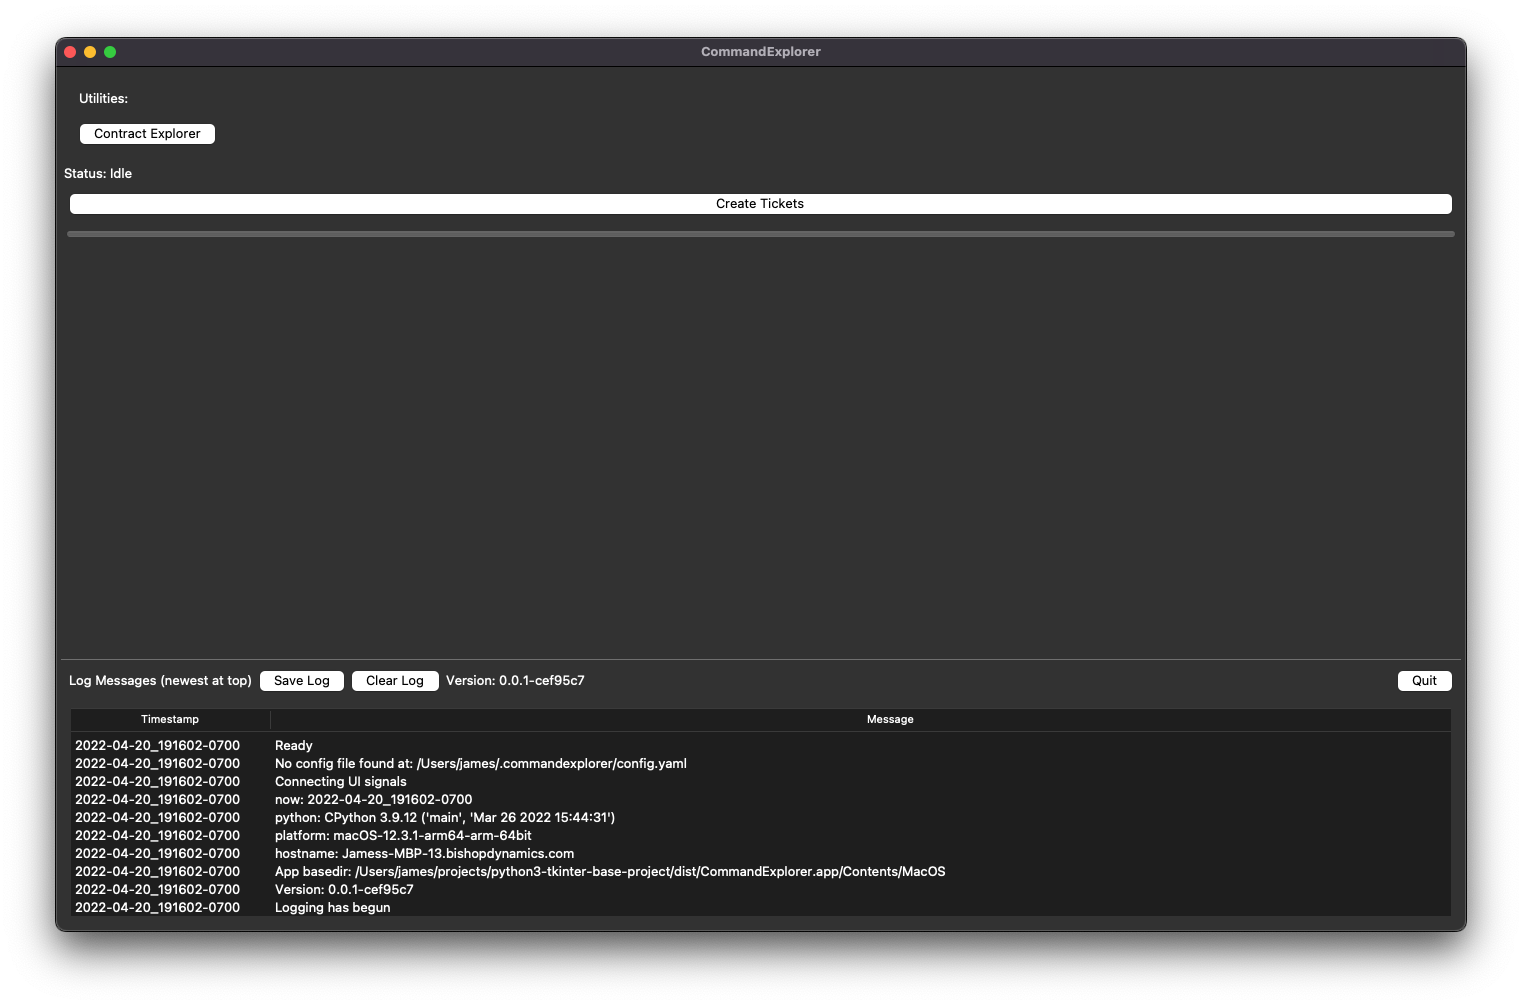 CommandExplorer
Utilities:
Contract Explorer
Status: Idle
Create Tickets
Log Messages (newest at top) Save Log Clear Log Version: 0.0.1-cef95c7 Quit
Timestamp Message
2022-04-20_191602-0700 Ready
2022-04-20_191602-0700 No config file found at: /Users/james/.commandexplorer/config.yaml
2022-04-20_191602-0700 Connecting UI signals
2022-04-20_191602-0700 now: 2022-04-20_191602-0700
2022-04-20_191602-0700 python: CPython 3.9.12 ('main', 'Mar 26 2022 15:44:31')
2022-04-20_191602-0700 platform: macOS-12.3.1-arm64-arm-64bit
2022-04-20_191602-0700 hostname: Jamess-MBP-13.bishopdynamics.com
2022-04-20_191602-0700 App basedir: /Users/james/projects/python3-tkinter-base-project/dist/CommandExplorer.app/Contents/MacOS
2022-04-20_191602-0700 Version: 0.0.1-cef95c7
2022-04-20_191602-0700 Logging has begun